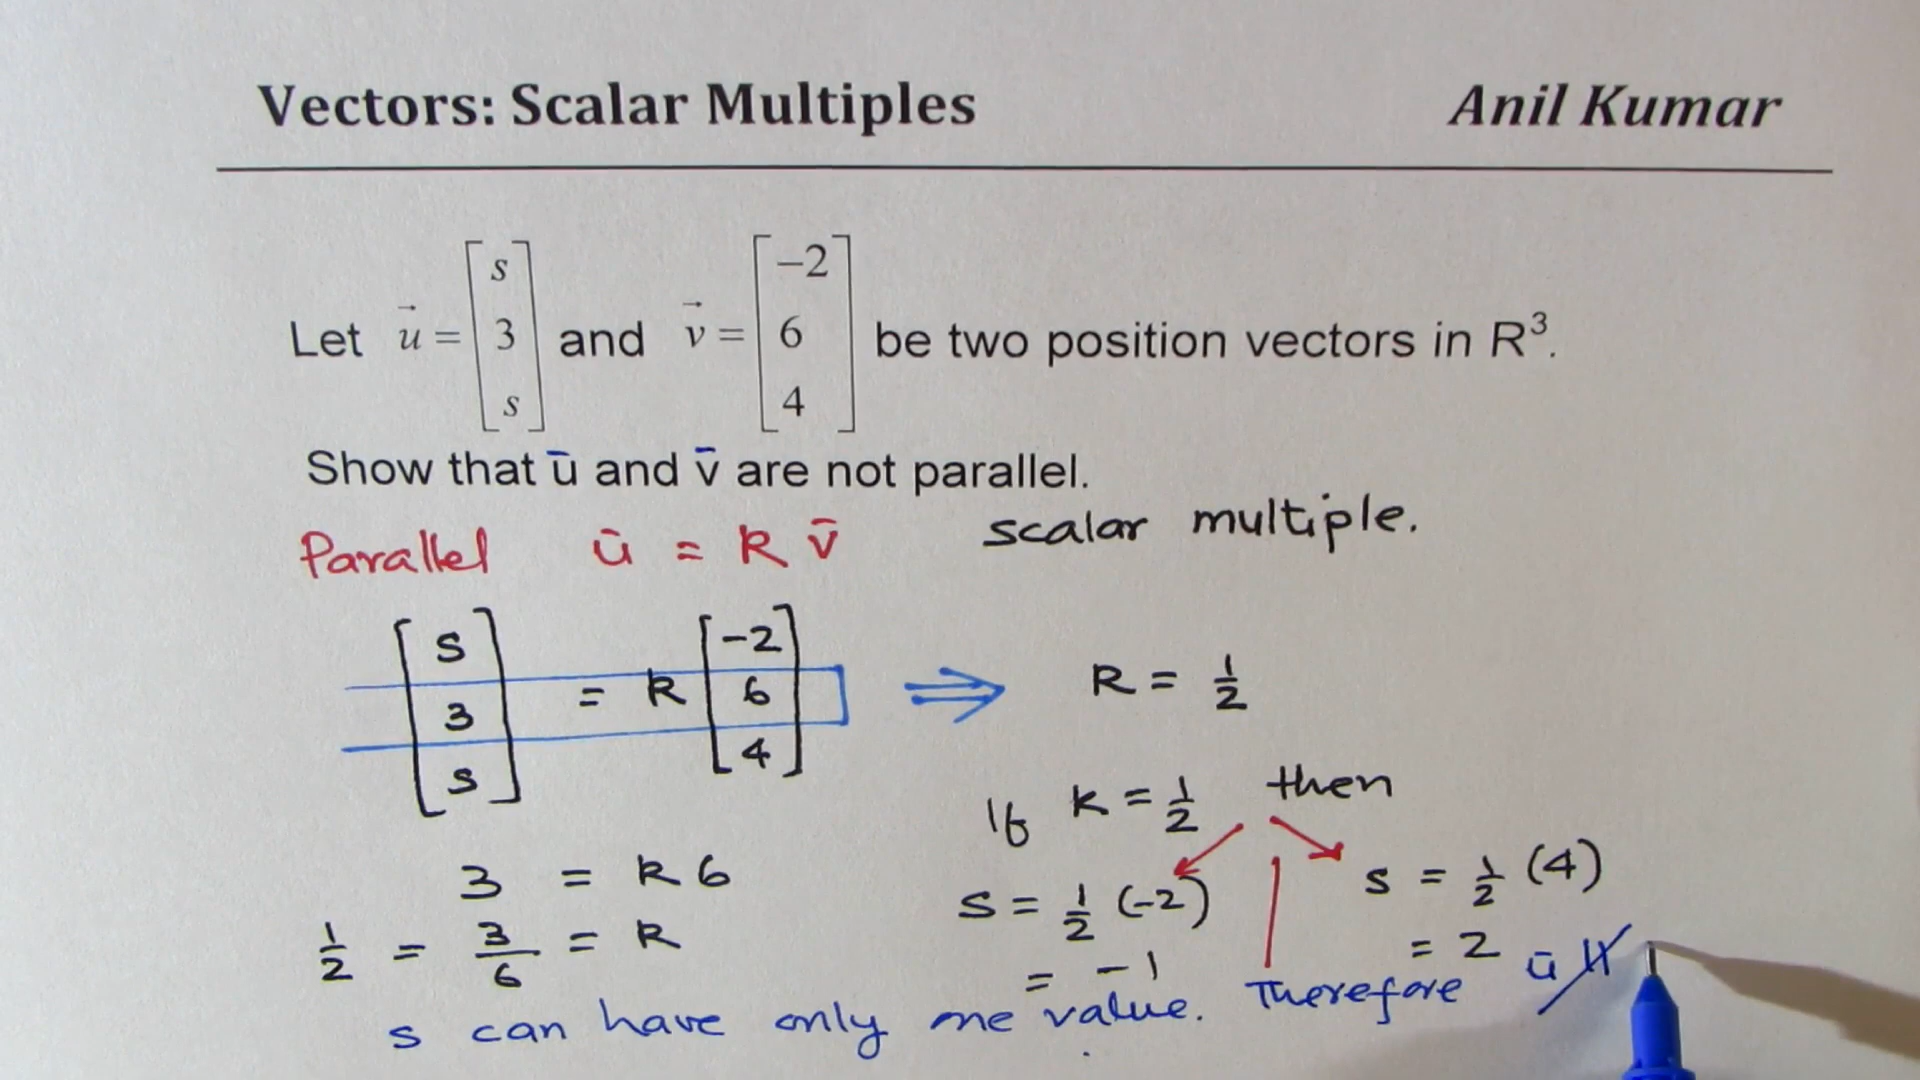 Vectors: Scalar Multiples Anil Kumar
Let u⃗ = [s 3 s] and v⃗ = [-2 6 4] be two position vectors in R³.
Show that ū and v̄ are not parallel.
Parallel ū = k v̄ scalar multiple.
[s 3 s] = k [-2 6 4] ⇒ k = 1/2
If k = 1/2 then
3 = k 6
1/2 = 3/6 = k
s = 1/2 (-2)
= -1
s = 1/2 (4)
= 2
s can have only one value. Therefore ū ∦